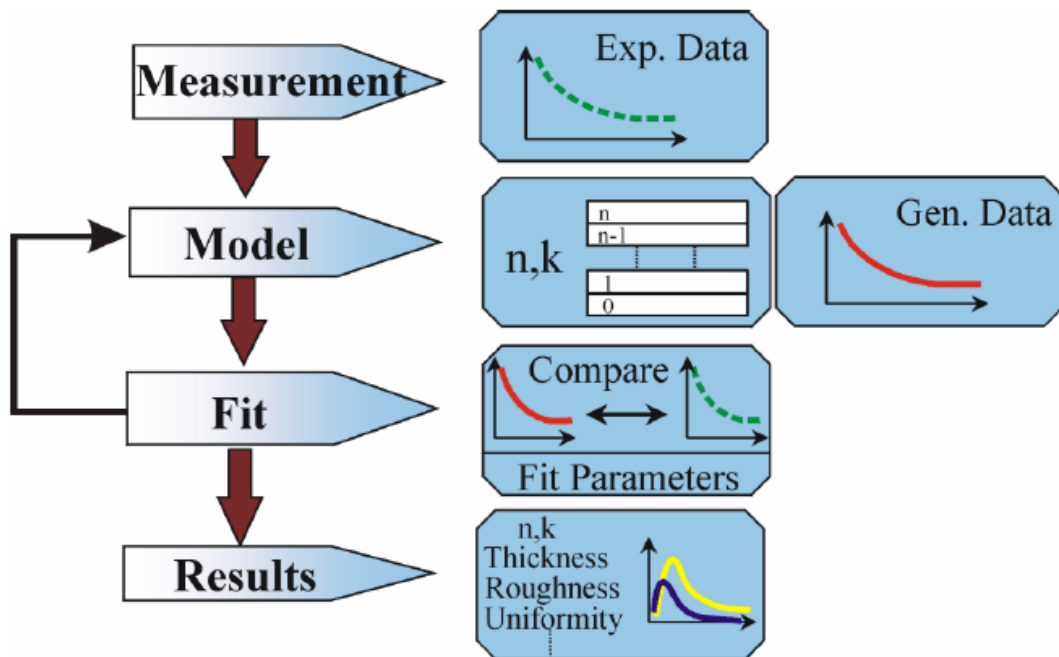 Measurement
Exp. Data
Model
n,k
n
n-1
1
0
Gen. Data
Fit
Compare
Fit Parameters
Results
n,k
Thickness
Roughness
Uniformity